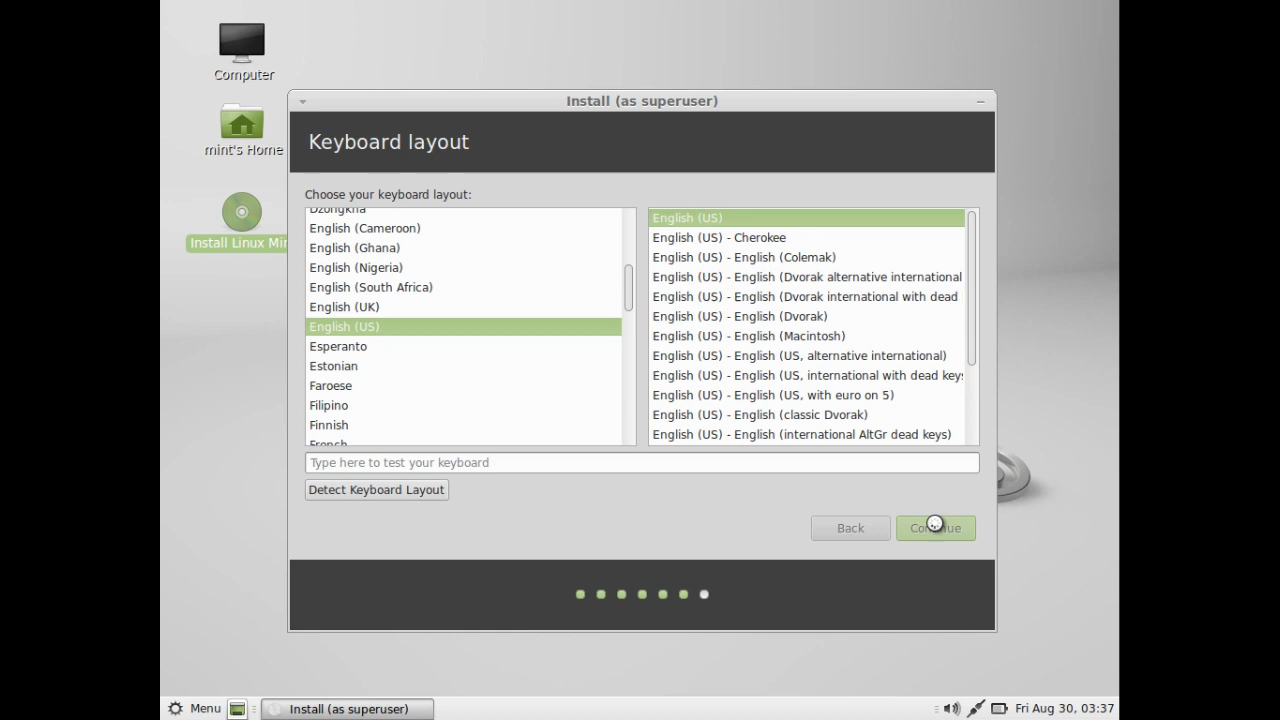 Computer
mint's Home
Install Linux Min
Install (as superuser)
Keyboard layout
Choose your keyboard layout:
Dzongkha
English (Cameroon)
English (Ghana)
English (Nigeria)
English (South Africa)
English (UK)
English (US)
Esperanto
Estonian
Faroese
Filipino
Finnish
French
English (US)
English (US) - Cherokee
English (US) - English (Colemak)
English (US) - English (Dvorak alternative international
English (US) - English (Dvorak international with dead
English (US) - English (Dvorak)
English (US) - English (Macintosh)
English (US) - English (US, alternative international)
English (US) - English (US, international with dead keys
English (US) - English (US, with euro on 5)
English (US) - English (classic Dvorak)
English (US) - English (international AltGr dead keys)
Type here to test your keyboard
Detect Keyboard Layout
Back
Continue
Menu
Install (as superuser)
Fri Aug 30, 03:37